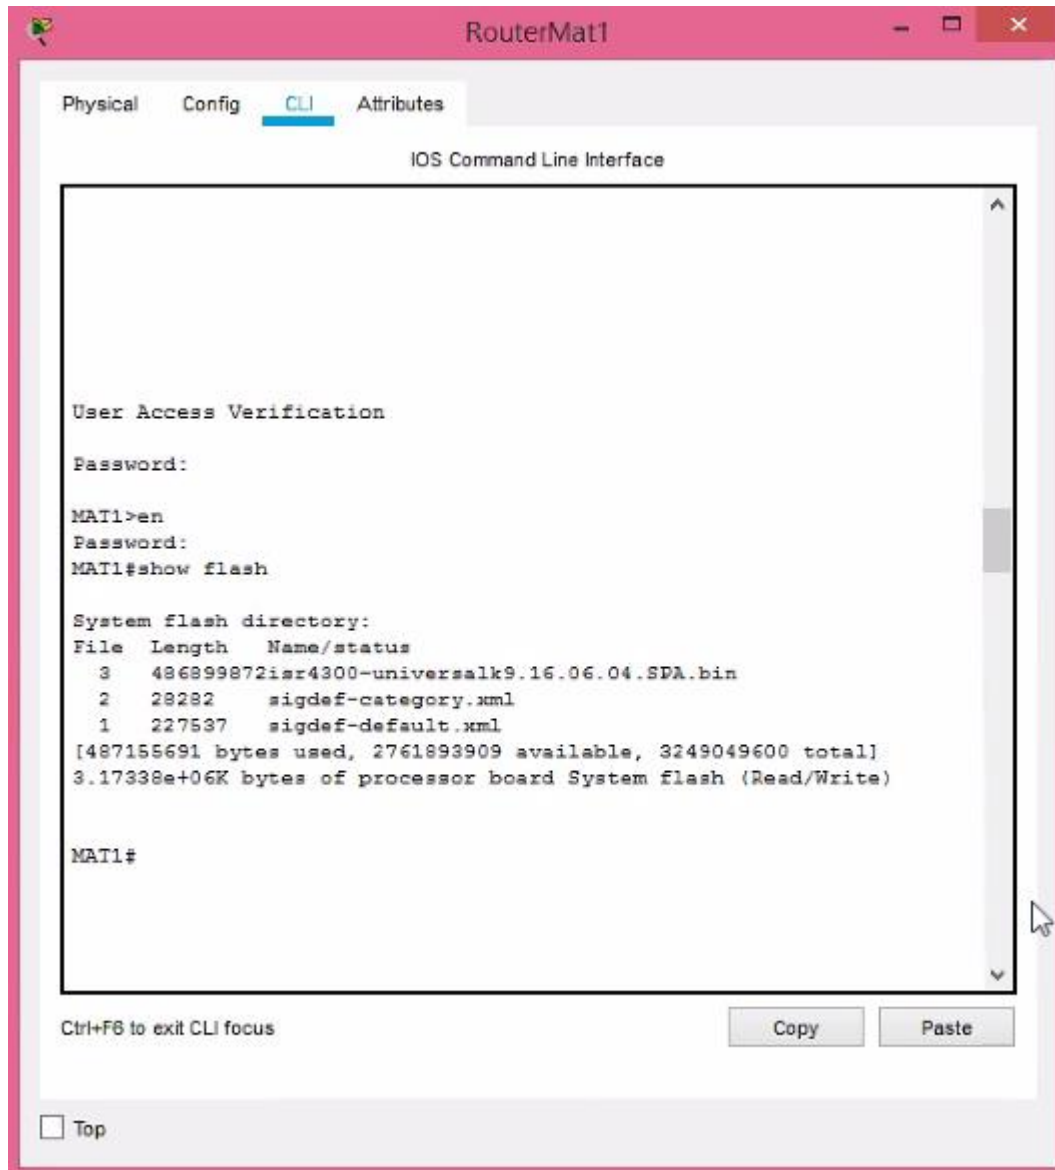 RouterMat1
Physical Config CLI Attributes
IOS Command Line Interface
User Access Verification
Password:
MAT1>en
Password:
MAT1#show flash
System flash directory:
File Length Name/status
3 486899872isr4300-universalk9.16.06.04.SPA.bin
2 28282 sigdef-category.xml
1 227537 sigdef-default.xml
[487155691 bytes used, 2761893909 available, 3249049600 total]
3.17338e+06K bytes of processor board System flash (Read/Write)
MAT1#
Ctrl+F6 to exit CLI focus
Copy Paste
Top